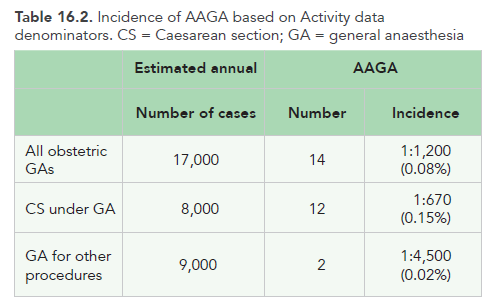 Table 16.2. Incidence of AAGA based on Activity data
denominators. CS = Caesarean section; GA = general anaesthesia
Estimated annual AAGA
Number of cases Number Incidence
All obstetric
GAs
17,000 14 1:1,200
(0.08%)
CS under GA 8,000 12 1:670
(0.15%)
GA for other
procedures
9,000 2 1:4,500
(0.02%)